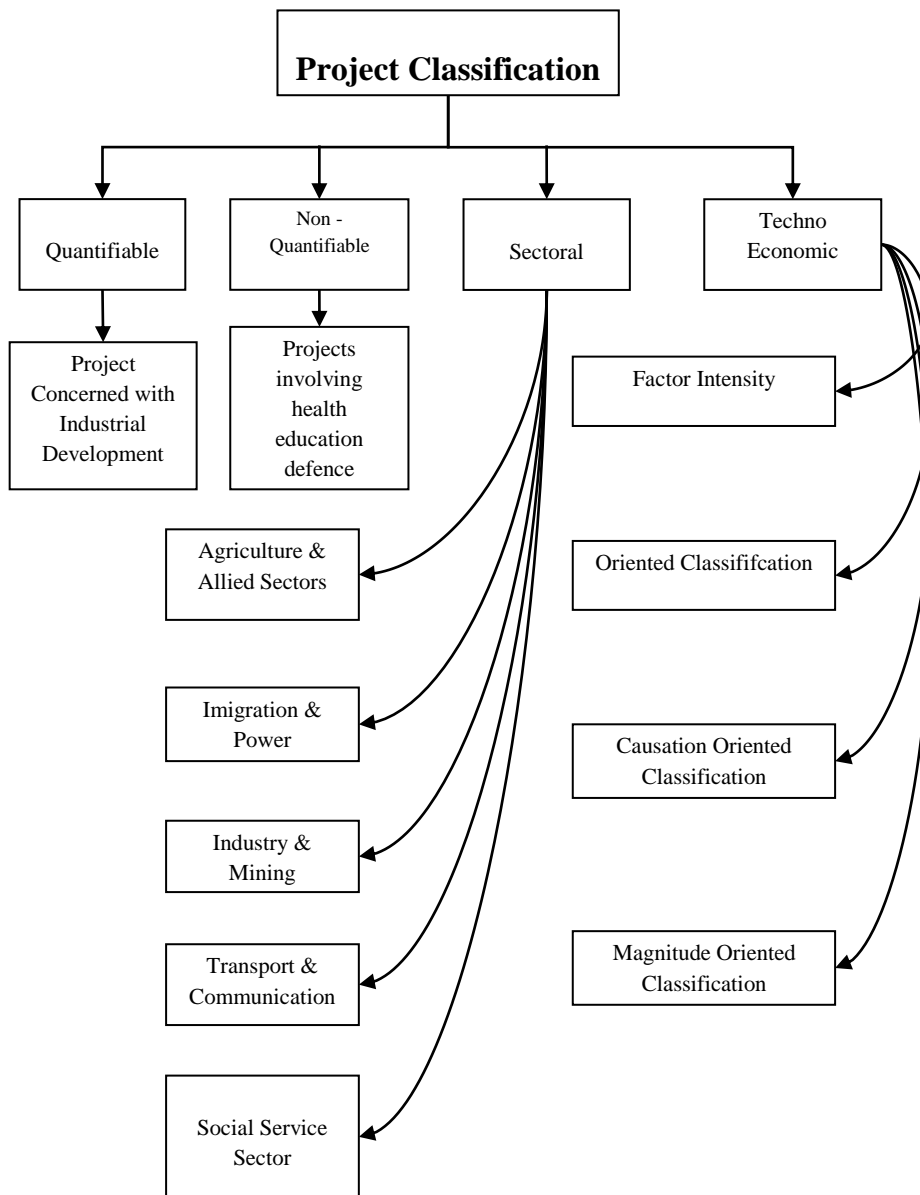 Project Classification
Quantifiable
Non -
Quantifiable
Sectoral
Techno
Economic
Project
Concerned with
Industrial
Development
Projects
involving
health
education
defence
Factor Intensity
Agriculture &
Allied Sectors
Oriented Classififcation
Imigration &
Power
Causation Oriented
Classification
Industry &
Mining
Transport &
Communication
Magnitude Oriented
Classification
Social Service
Sector